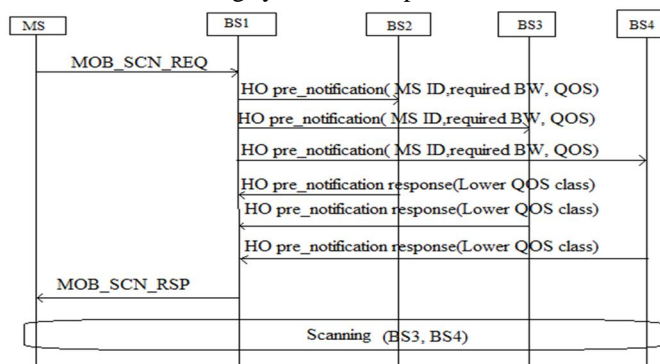 MS BS1 BS2 BS3 BS4
MOB_SCN_REQ
HO pre_notification( MS ID,required BW, QOS)
HO pre_notification( MS ID,required BW, QOS)
HO pre_notification( MS ID,required BW, QOS)
HO pre_notification response(Lower QOS class)
HO pre_notification response(Lower QOS class)
HO pre_notification response(Lower QOS class)
MOB_SCN_RSP
Scanning (BS3, BS4)